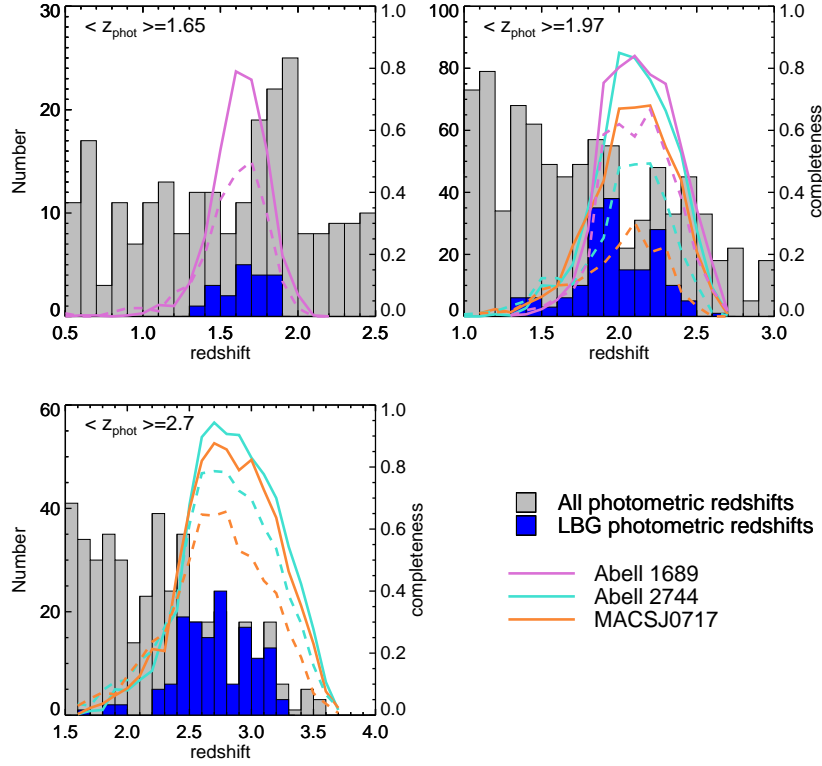 < z_phot >=1.65
30
20
10
0
Number
1.0
0.8
0.6
0.4
0.2
0.0
completeness
0.5 1.0 1.5 2.0 2.5
redshift
< z_phot >=1.97
100
80
60
40
20
0
1.0
0.8
0.6
0.4
0.2
0.0
completeness
1.0 1.5 2.0 2.5 3.0
redshift
< z_phot >=2.7
60
40
20
0
Number
1.0
0.8
0.6
0.4
0.2
0.0
completeness
1.5 2.0 2.5 3.0 3.5 4.0
redshift
All photometric redshifts
LBG photometric redshifts
Abell 1689
Abell 2744
MACSJ0717